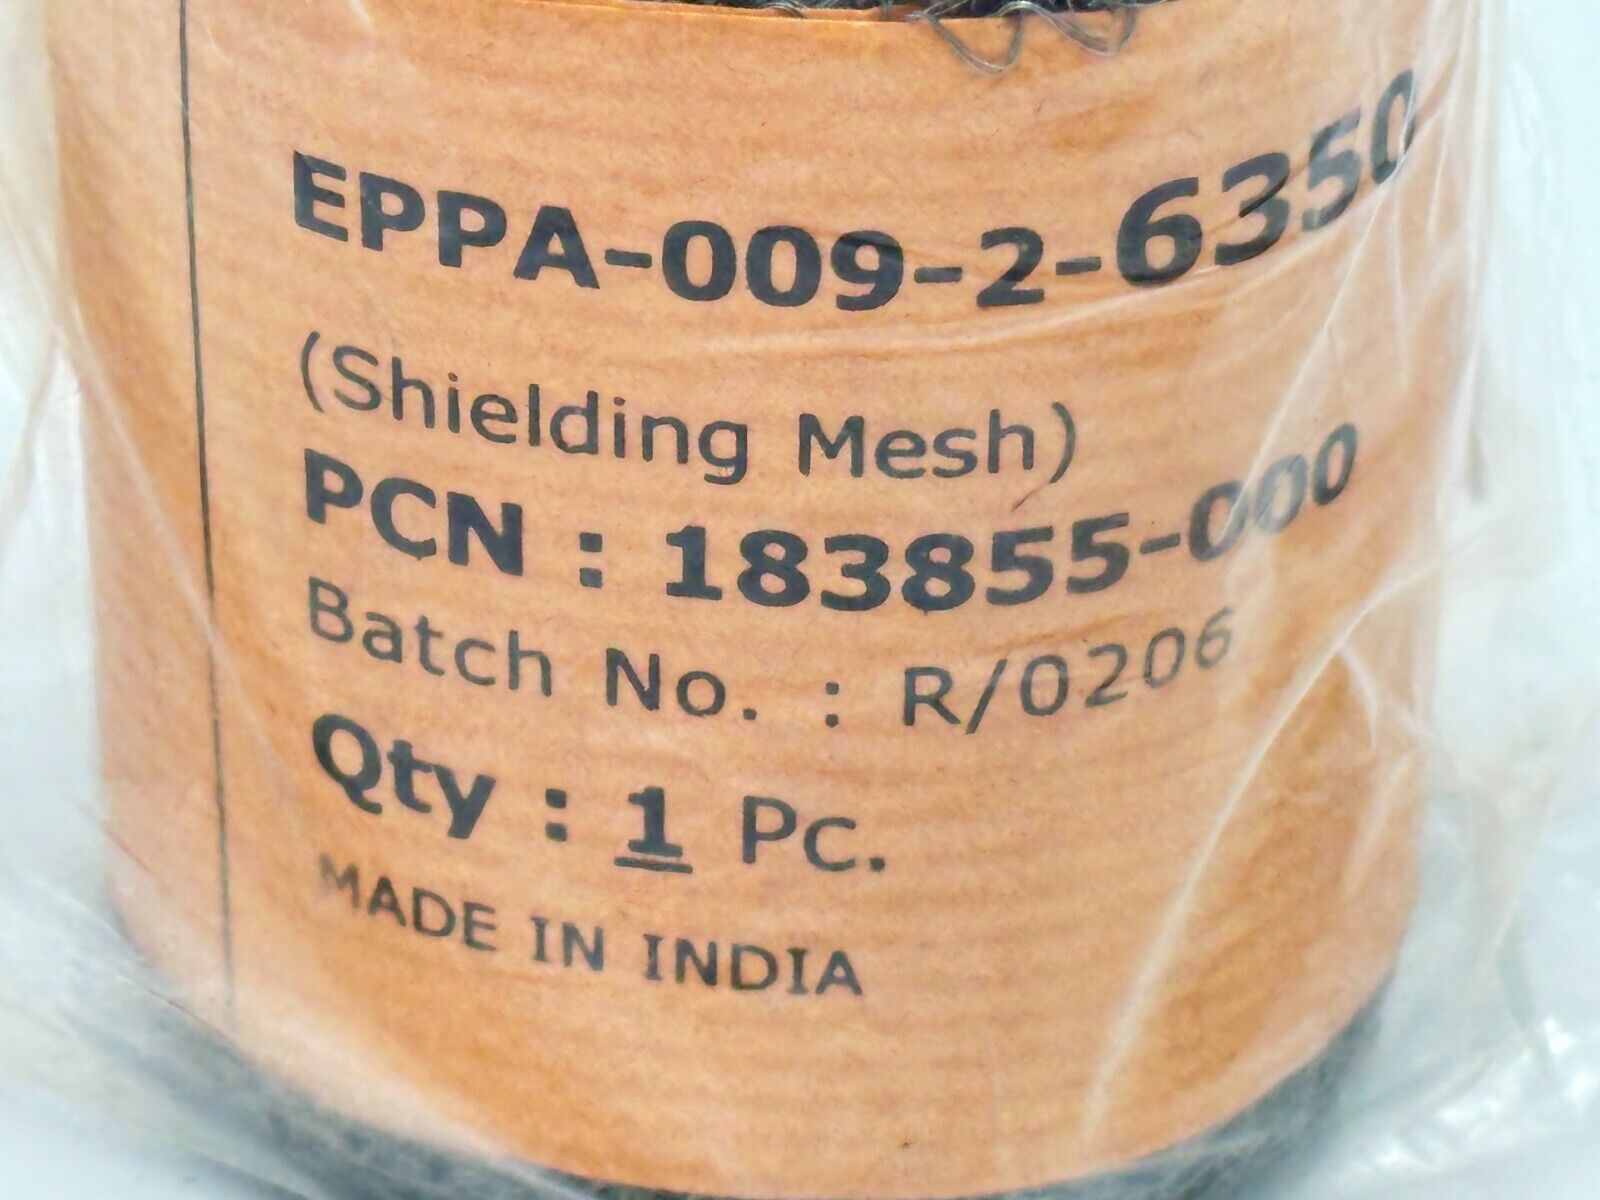 EPPA-009-2-6350
(Shielding Mesh)
PCN : 183855-000
Batch No. : R/0206
Qty : 1 Pc.
MADE IN INDIA